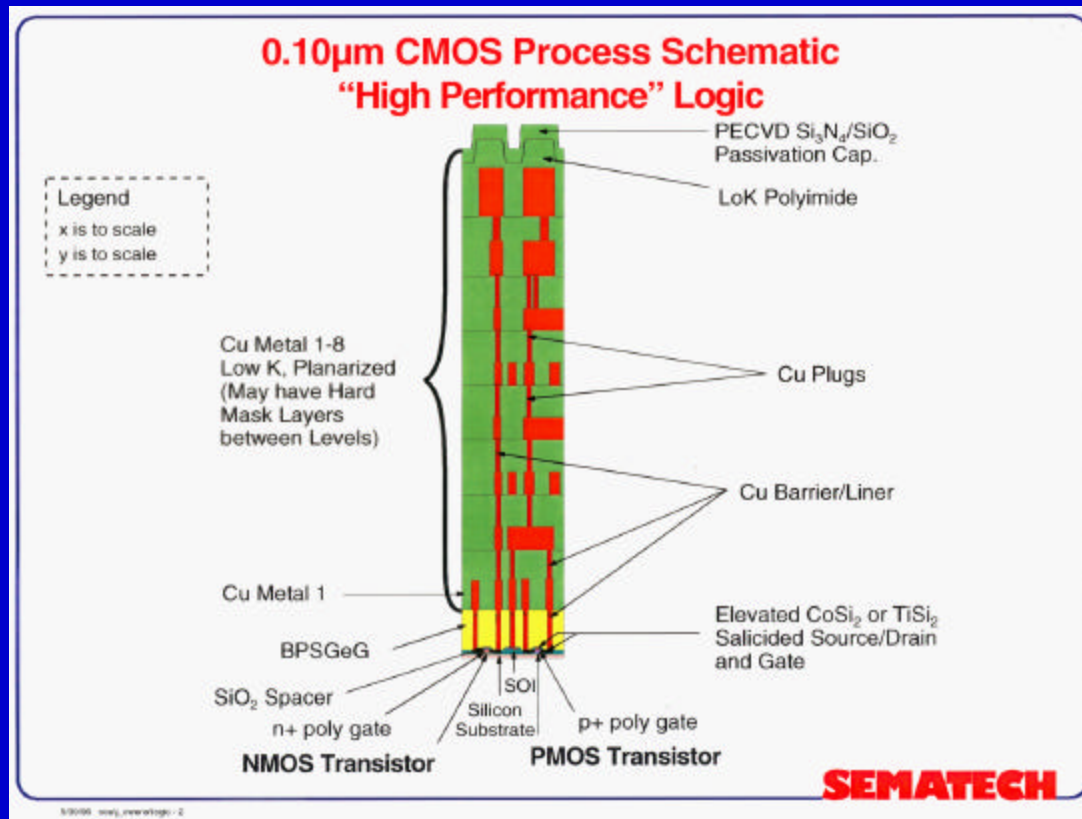 0.10µm CMOS Process Schematic
“High Performance” Logic
PECVD Si₃N₄/SiO₂
Passivation Cap.
LoK Polyimide
Legend
x is to scale
y is to scale
Cu Metal 1-8
Low K, Planarized
(May have Hard
Mask Layers
between Levels)
Cu Plugs
Cu Barrier/Liner
Cu Metal 1
BPSGeG
Elevated CoSi₂ or TiSi₂
Salicided Source/Drain
and Gate
SiO₂ Spacer
SOI
Silicon
Substrate
n+ poly gate
p+ poly gate
NMOS Transistor
PMOS Transistor
SEMATECH